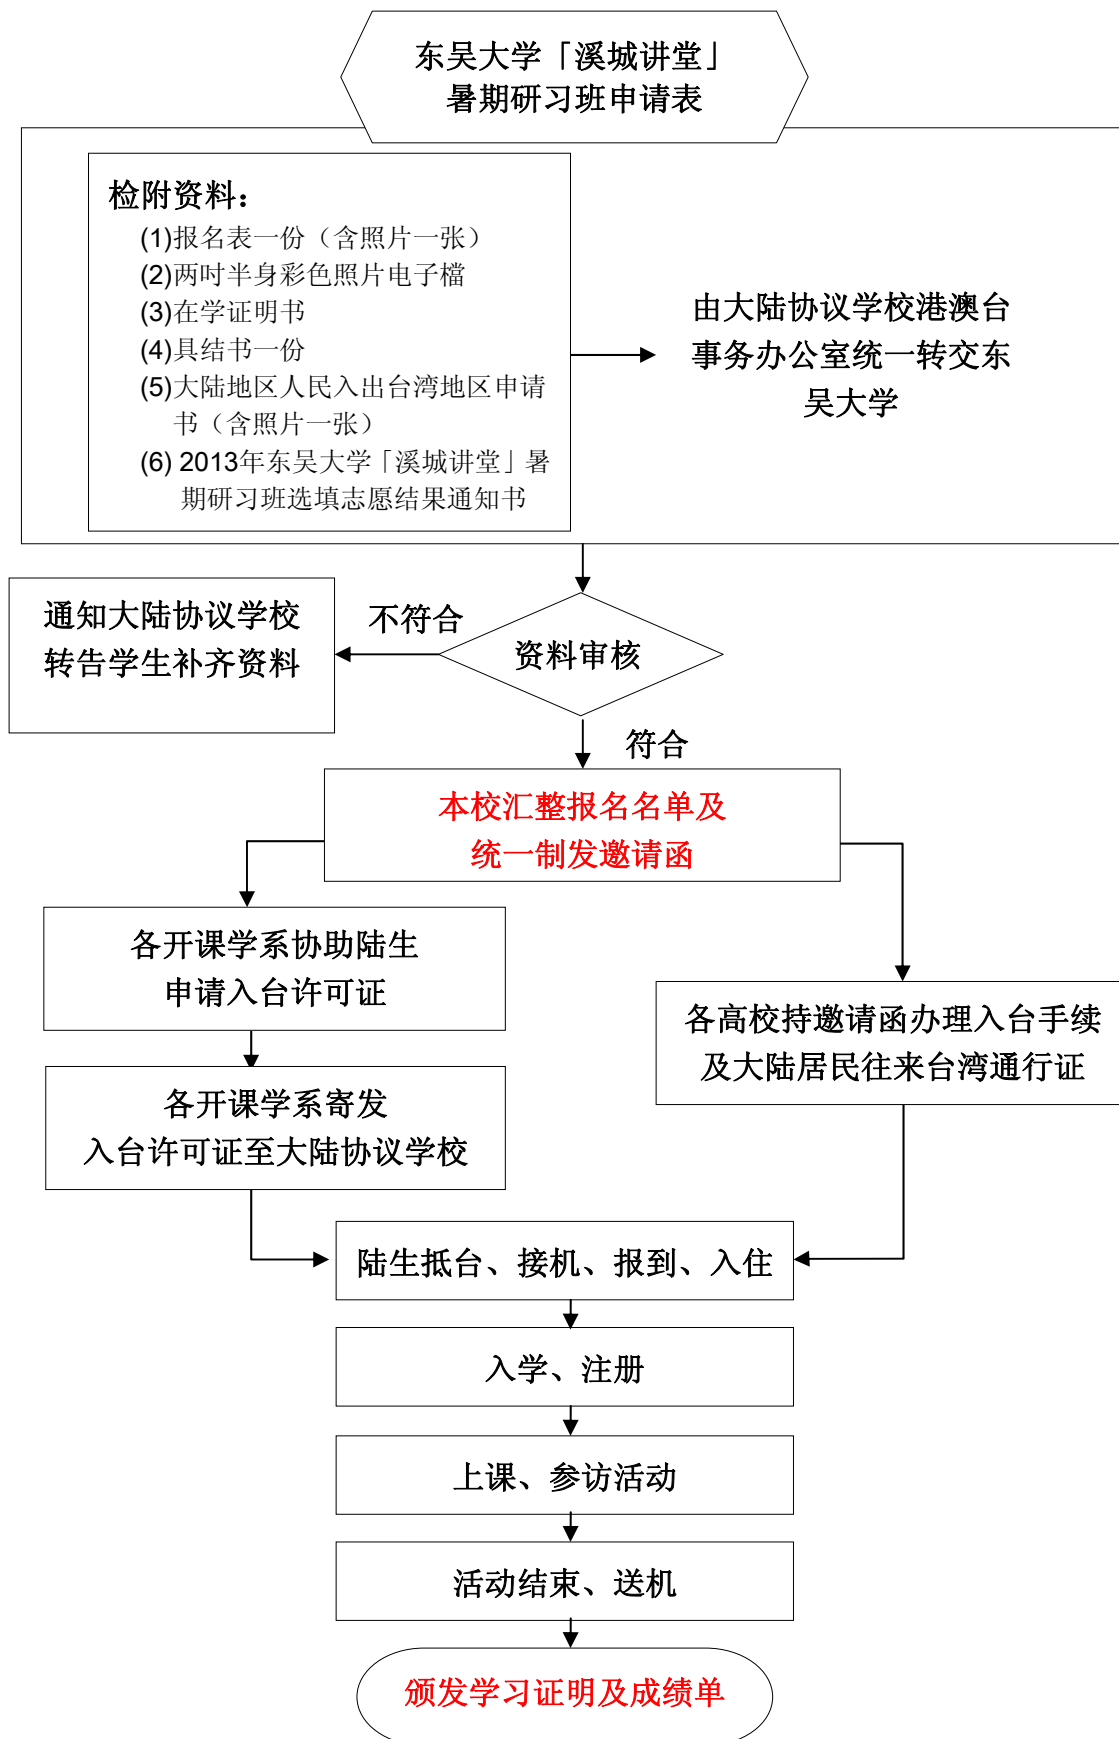 东吴大学「溪城讲堂」
暑期研习班申请表
检附资料：
(1)报名表一份（含照片一张）
(2)两吋半身彩色照片电子檔
(3)在学证明书
(4)具结书一份
(5)大陆地区人民入出台湾地区申请
书（含照片一张）
(6) 2013年东吴大学「溪城讲堂」暑
期研习班选填志愿结果通知书
由大陆协议学校港澳台
事务办公室统一转交东
吴大学
通知大陆协议学校
转告学生补齐资料
不符合
资料审核
符合
本校汇整报名名单及
统一制发邀请函
各开课学系协助陆生
申请入台许可证
各高校持邀请函办理入台手续
及大陆居民往来台湾通行证
各开课学系寄发
入台许可证至大陆协议学校
陆生抵台、接机、报到、入住
入学、注册
上课、参访活动
活动结束、送机
颁发学习证明及成绩单